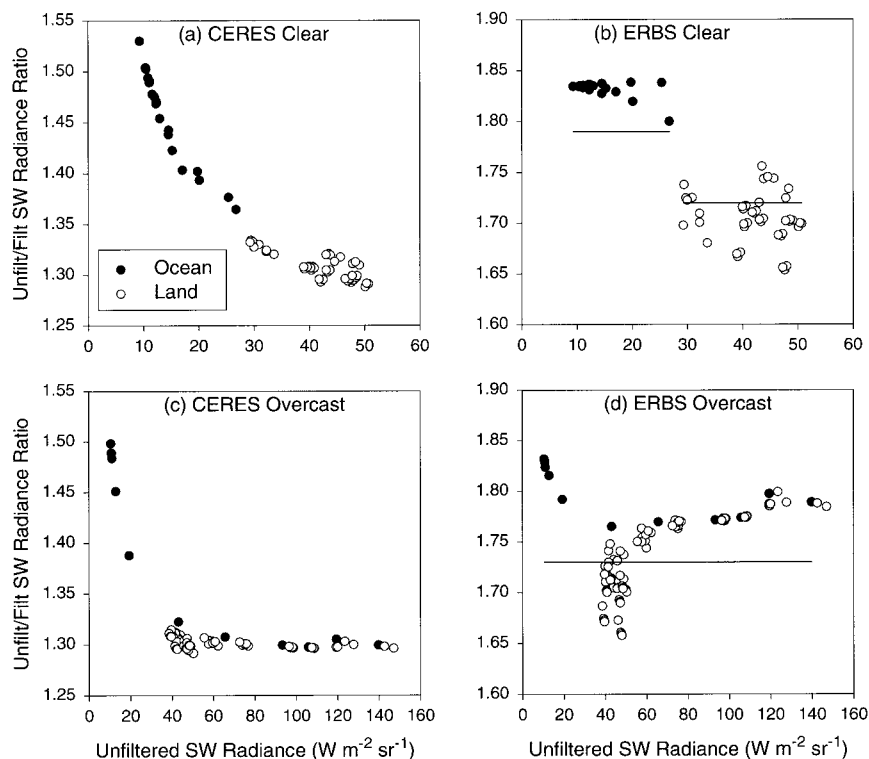 (a) CERES Clear
Unfilt/Filt SW Radiance Ratio
1.55
1.50
1.45
1.40
1.35
1.30
1.25
Ocean
Land
0 10 20 30 40 50 60
(b) ERBS Clear
1.90
1.85
1.80
1.75
1.70
1.65
1.60
0 10 20 30 40 50 60
(c) CERES Overcast
Unfilt/Filt SW Radiance Ratio
1.55
1.50
1.45
1.40
1.35
1.30
1.25
0 20 40 60 80 100 120 140 160
Unfiltered SW Radiance (W m⁻² sr⁻¹)
(d) ERBS Overcast
1.90
1.85
1.80
1.75
1.70
1.65
1.60
0 20 40 60 80 100 120 140 160
Unfiltered SW Radiance (W m⁻² sr⁻¹)